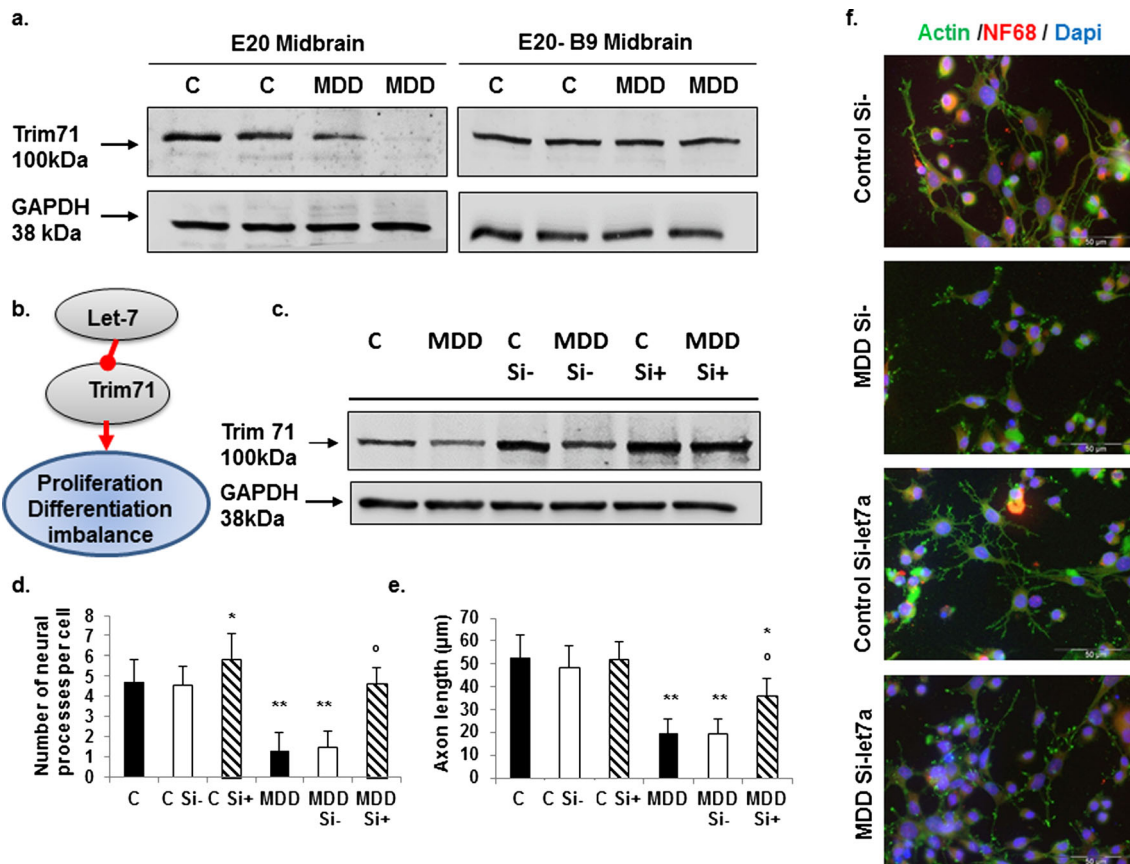 a.
E20 Midbrain
E20- B9 Midbrain
C C MDD MDD
C C MDD MDD
Trim71
100kDa
GAPDH
38 kDa
b.
Let-7
Trim71
Proliferation
Differentiation
imbalance
c.
C MDD C Si- MDD Si- C Si+ MDD Si+
Trim 71
100kDa
GAPDH
38kDa
d.
Number of neural
processes per cell
8
7
6
5
4
3
2
1
0
*
**
**
o
C C Si- C Si+ MDD MDD Si- MDD Si+
e.
Axon length (µm)
70
60
50
40
30
20
10
0
**
**
*
o
C C Si- C Si+ MDD MDD Si- MDD Si+
f.
Actin /NF68 / Dapi
Control Si-
50 µm
MDD Si-
50 µm
Control Si-let7a
50 µm
MDD Si-let7a
50 µm